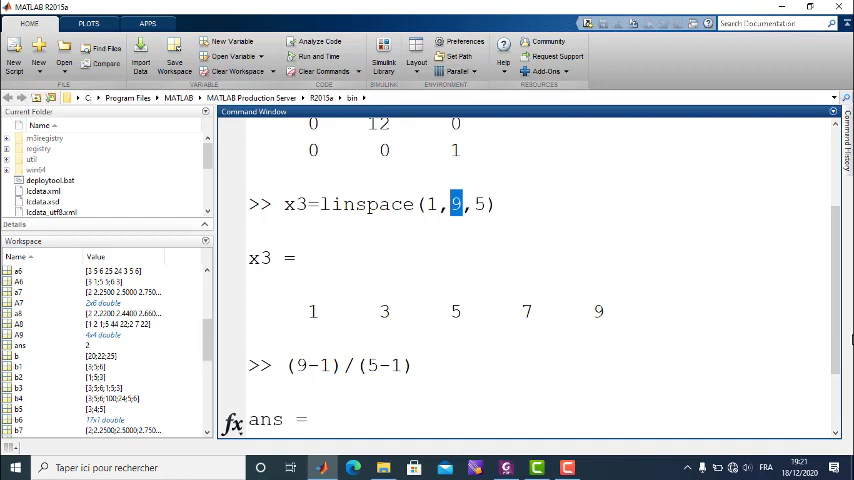 MATLAB R2015a
HOME PLOTS APPS Search Documentation
New Script New Open Find Files Compare Import Data Save Workspace New Variable Open Variable Clear Workspace Analyze Code Run and Time Clear Commands Simulink Library Layout Preferences Set Path Parallel Help Community Request Support Add-Ons
FILE VARIABLE CODE SIMULINK ENVIRONMENT RESOURCES
C: Program Files MATLAB MATLAB Production Server R2015a bin
Current Folder
Name
m3iregistry
registry
util
win64
deploytool.bat
lcdata.xml
lcdata.xsd
lcdata_utf8.xml
Details
Workspace
Name Value
a6 [3 5 6 25 24 3 5 6]
A6 [3 1;5 5;6 3]
a7 [2 2.2500 2.5000 2.750...
A7 2x6 double
a8 [2 2.2200 2.4400 2.660...
A8 [1 2 1;5 44 22;2 7 22]
A9 4x4 double
ans 2
b [20;22;25]
b1 [3;5;6]
b2 [1;5;3]
b3 [3;5;6;1;5;3]
b4 [3;5;6;100;24;5;6]
b5 [3;4;5]
b6 17x1 double
b7 [2;2.2500;2.5000;2.750...
Command Window
0 12 0
0 0 1
>> x3=linspace(1,9,5)
x3 =
1 3 5 7 9
>> (9-1)/(5-1)
fx ans =
Command History
Taper ici pour rechercher
FRA
19:21
18/12/2020